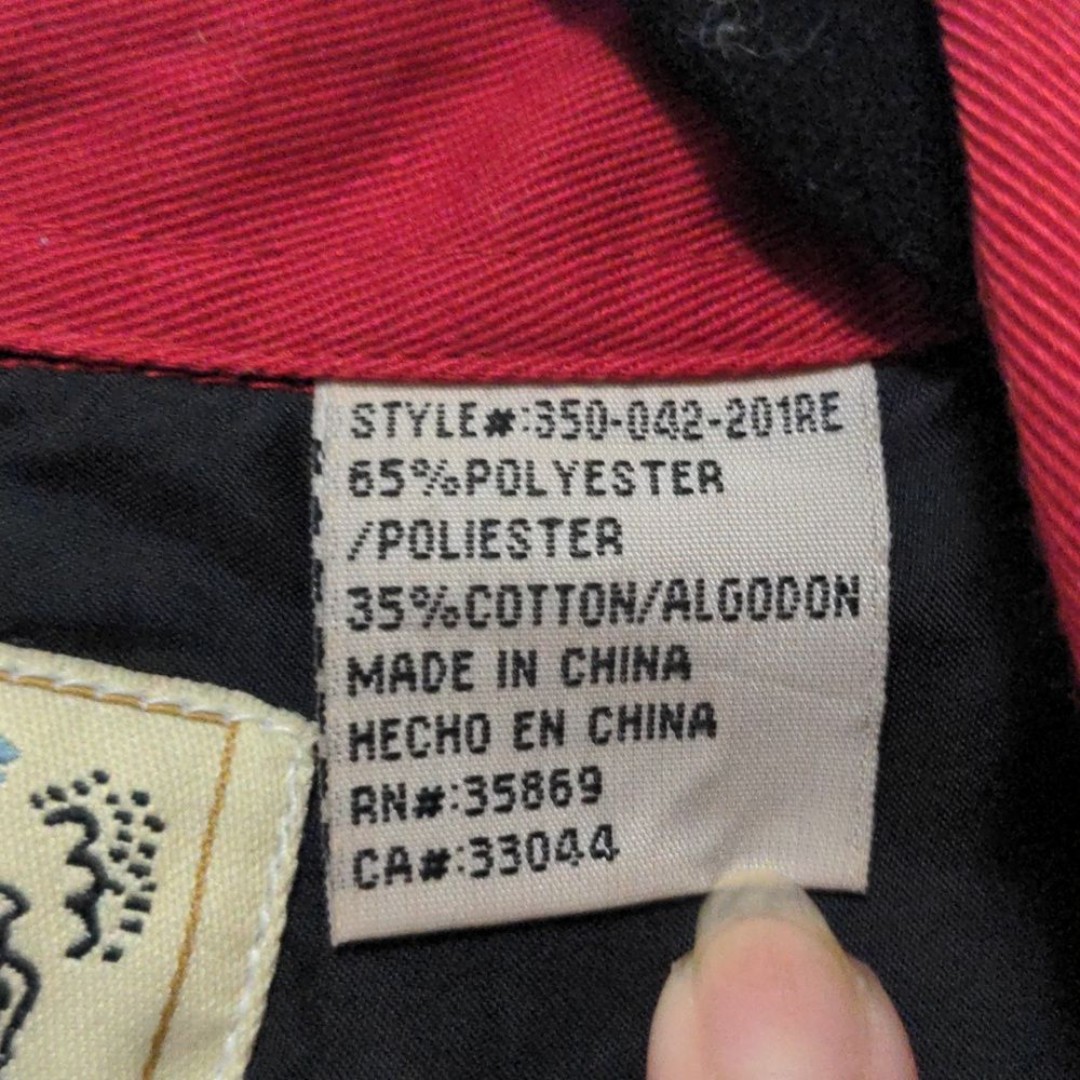 STYLE#:350-042-201RE
65%POLYESTER
/POLIESTER
35%COTTON/ALGODON
MADE IN CHINA
HECHO EN CHINA
RN#:35869
CA#:33044